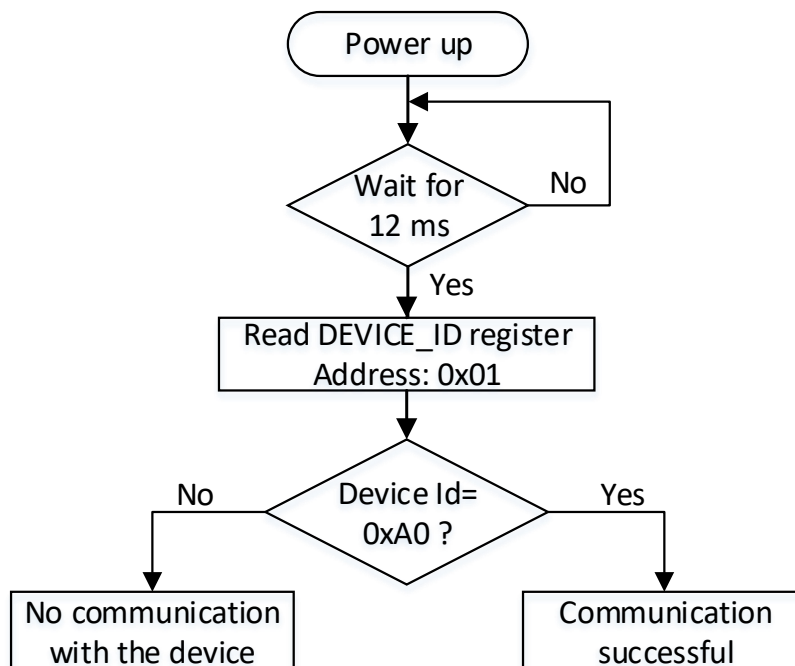 Power up
Wait for
12 ms
No
Yes
Read DEVICE_ID register
Address: 0x01
No
Device Id=
0xA0 ?
Yes
No communication
with the device
Communication
successful